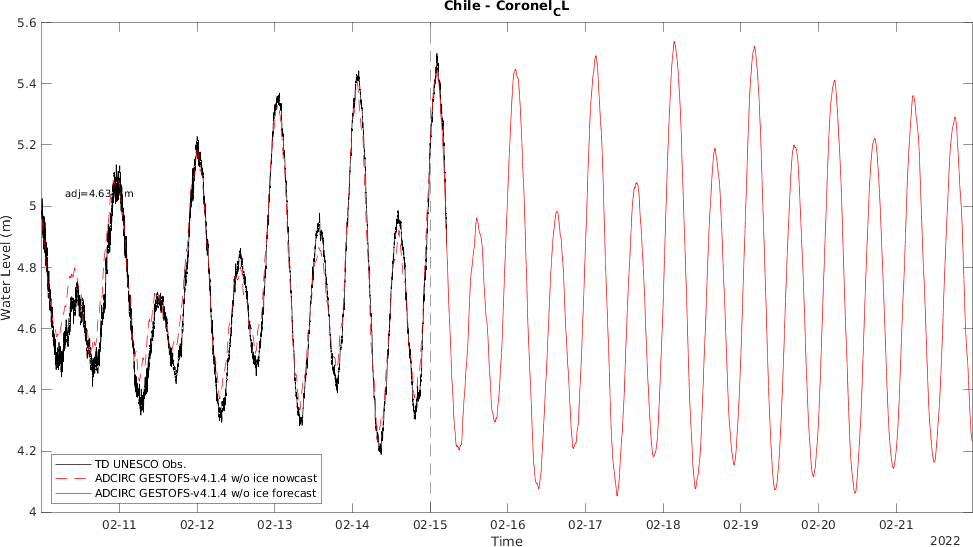 Chile - Coronel_CL
5.6
5.4
5.2
5
4.8
4.6
4.4
4.2
4
Water Level (m)
adj=4.63 m
TD UNESCO Obs.
ADCIRC GESTOFS-v4.1.4 w/o ice nowcast
ADCIRC GESTOFS-v4.1.4 w/o ice forecast
02-11 02-12 02-13 02-14 02-15 02-16 02-17 02-18 02-19 02-20 02-21
Time
2022